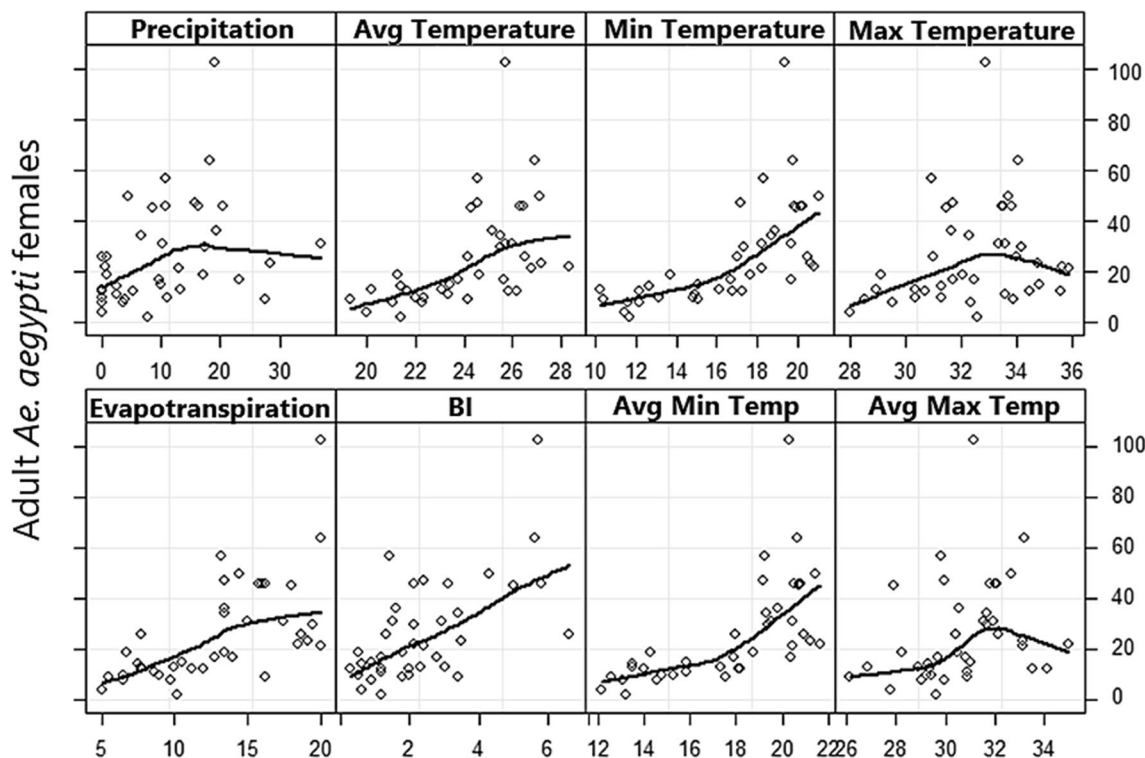 Precipitation Avg Temperature Min Temperature Max Temperature
100
80
60
40
20
0
0 10 20 30 20 22 24 26 28 10 12 14 16 18 20 28 30 32 34 36
Evapotranspiration BI Avg Min Temp Avg Max Temp
100
80
60
40
20
0
5 10 15 20 2 4 6 12 14 16 18 20 22 26 28 30 32 34
Adult Ae. aegypti females